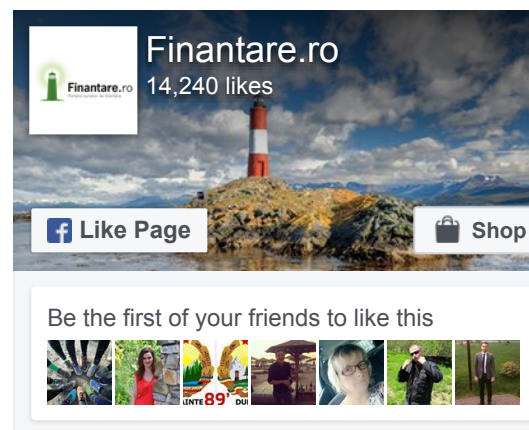 Finantare.ro
14,240 likes
Finantare.ro
Like Page
Shop
Be the first of your friends to like this
89'